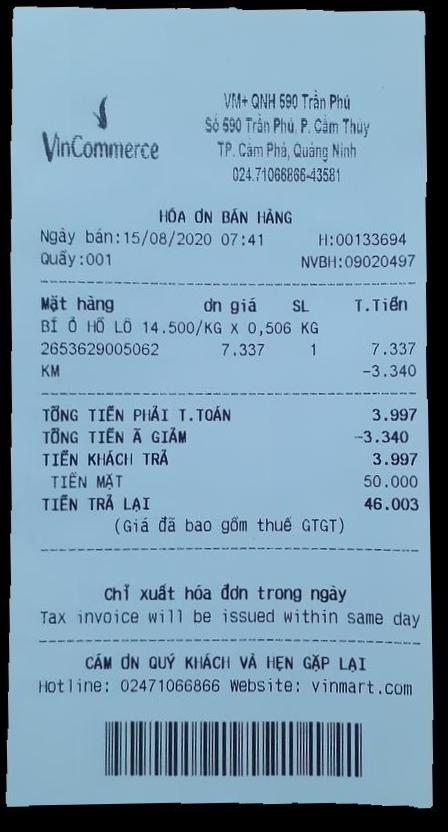 VinCommerce
VM+ QNH 590 Trần Phú
Số 590 Trần Phú, P. Cẩm Thủy
TP. Cẩm Phả, Quảng Ninh
024.71066866-43581
HÓA ƠN BÁN HÀNG
Ngày bán:15/08/2020 07:41 H:00133694
Quầy:001 NVBH:09020497
Mặt hàng ơn giá SL T.Tiền
BÍ Ô HỒ LÔ 14.500/KG X 0,506 KG
2653629005062 7.337 1 7.337
KM -3.340
TỔNG TIỀN PHẢI T.TOÁN 3.997
TỔNG TIỀN Ã GIẢM -3.340
TIỀN KHÁCH TRẢ 3.997
TIỀN MẶT 50.000
TIỀN TRẢ LẠI 46.003
(Giá đã bao gồm thuế GTGT)
Chỉ xuất hóa đơn trong ngày
Tax invoice will be issued within same day
CÁM ƠN QUÝ KHÁCH VÀ HẸN GẶP LẠI
Hotline: 02471066866 Website: vinmart.com